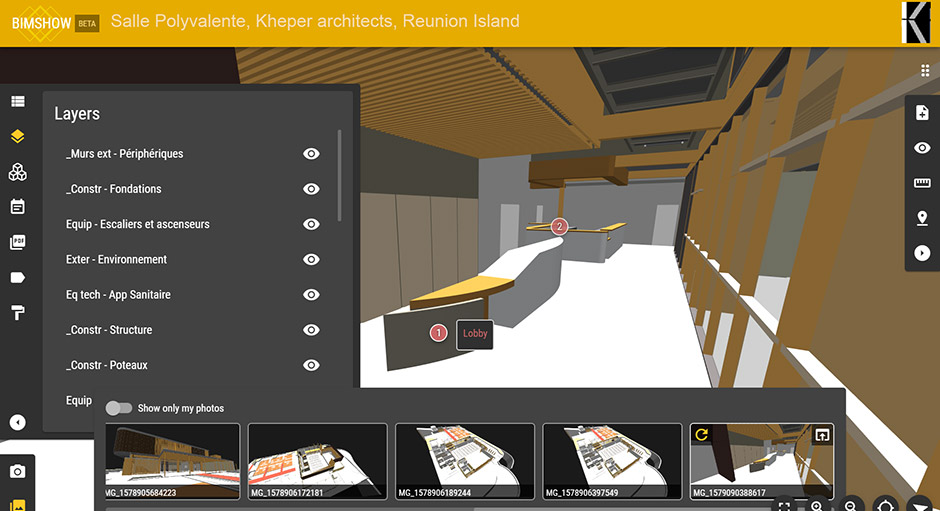 BIMSHOW BETA Salle Polyvalente, Kheper architects, Reunion Island
Layers
_Murs ext - Périphériques
_Constr - Fondations
Equip - Escaliers et ascenseurs
Exter - Environnement
Eq tech - App Sanitaire
_Constr - Structure
_Constr - Poteaux
Equip
PDF
2
1 Lobby
Show only my photos
MG_1578905684223
MG_1578906172181
MG_1578906189244
MG_1578906397549
MG_1579090388617